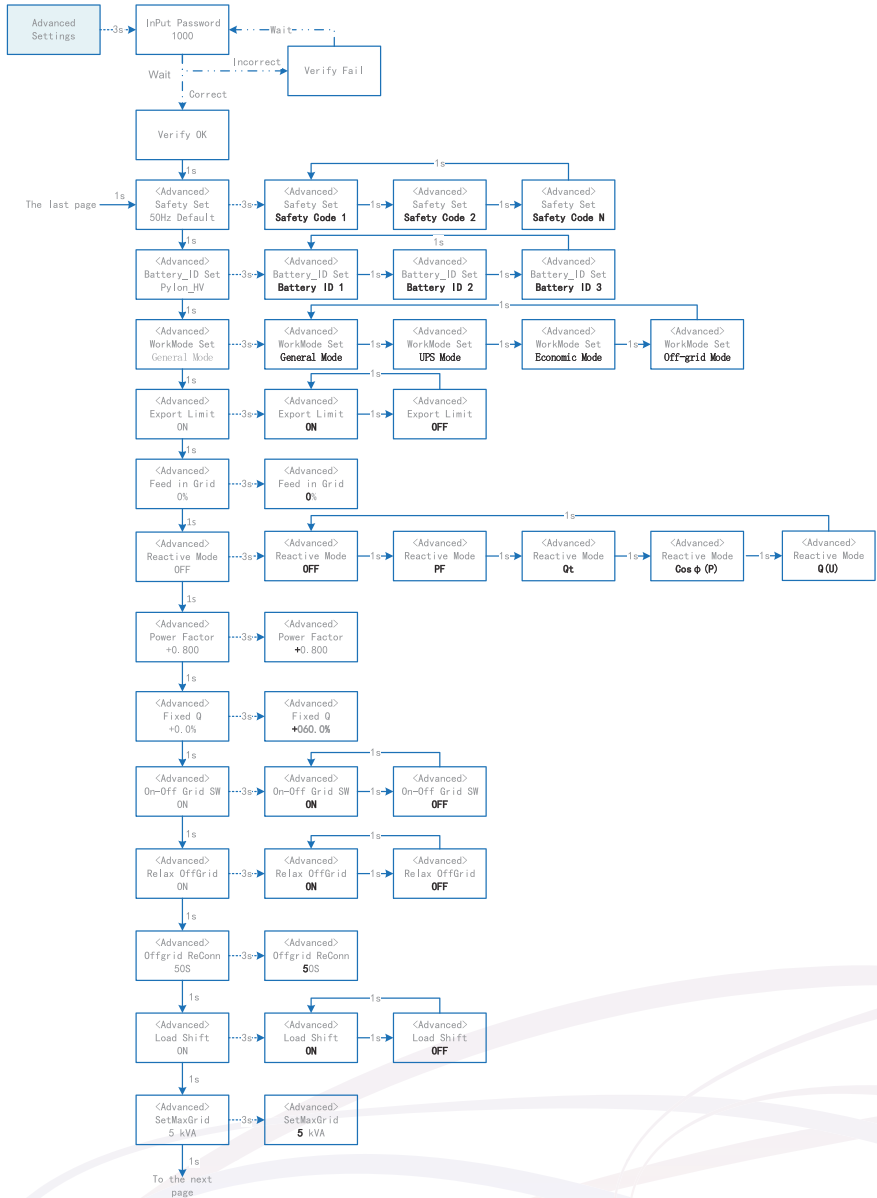 Advanced
Settings
3s
InPut Password
1000
Wait
Wait
Incorrect
Verify Fail
Correct
Verify OK
1s
The last page
1s
<Advanced>
Safety Set
50Hz Default
3s
<Advanced>
Safety Set
Safety Code 1
1s
<Advanced>
Safety Set
Safety Code 2
1s
<Advanced>
Safety Set
Safety Code N
1s
1s
<Advanced>
Battery_ID Set
Pylon_HV
3s
<Advanced>
Battery_ID Set
Battery ID 1
1s
<Advanced>
Battery_ID Set
Battery ID 2
1s
<Advanced>
Battery_ID Set
Battery ID 3
1s
1s
<Advanced>
WorkMode Set
General Mode
3s
<Advanced>
WorkMode Set
General Mode
1s
<Advanced>
WorkMode Set
UPS Mode
1s
<Advanced>
WorkMode Set
Economic Mode
1s
<Advanced>
WorkMode Set
Off-grid Mode
1s
1s
<Advanced>
Export Limit
ON
3s
<Advanced>
Export Limit
ON
1s
<Advanced>
Export Limit
OFF
1s
1s
<Advanced>
Feed in Grid
0%
3s
<Advanced>
Feed in Grid
0%
1s
<Advanced>
Reactive Mode
OFF
3s
<Advanced>
Reactive Mode
OFF
1s
<Advanced>
Reactive Mode
PF
1s
<Advanced>
Reactive Mode
Qt
1s
<Advanced>
Reactive Mode
Cosφ(P)
1s
<Advanced>
Reactive Mode
Q(U)
1s
1s
<Advanced>
Power Factor
+0.800
3s
<Advanced>
Power Factor
+0.800
1s
<Advanced>
Fixed Q
+0.0%
3s
<Advanced>
Fixed Q
+060.0%
1s
<Advanced>
On-Off Grid SW
ON
3s
<Advanced>
On-Off Grid SW
ON
1s
<Advanced>
On-Off Grid SW
OFF
1s
1s
<Advanced>
Relax OffGrid
ON
3s
<Advanced>
Relax OffGrid
ON
1s
<Advanced>
Relax OffGrid
OFF
1s
1s
<Advanced>
Offgrid ReConn
50S
3s
<Advanced>
Offgrid ReConn
50S
1s
<Advanced>
Load Shift
ON
3s
<Advanced>
Load Shift
ON
1s
<Advanced>
Load Shift
OFF
1s
1s
<Advanced>
SetMaxGrid
5 kVA
3s
<Advanced>
SetMaxGrid
5 kVA
1s
To the next
page